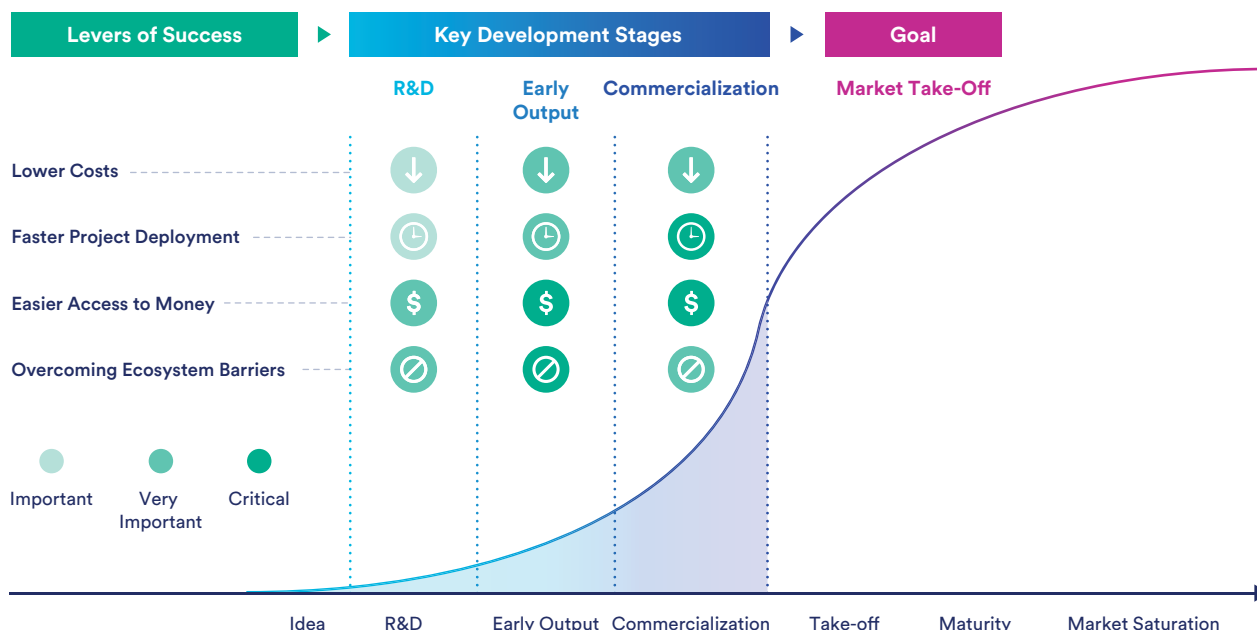 Levers of Success
Key Development Stages
Goal
R&D
Early
Output
Commercialization
Market Take-Off
Lower Costs
Faster Project Deployment
Easier Access to Money
$ $ $
Overcoming Ecosystem Barriers
Important
Very
Important
Critical
Idea R&D Early Output Commercialization Take-off Maturity Market Saturation